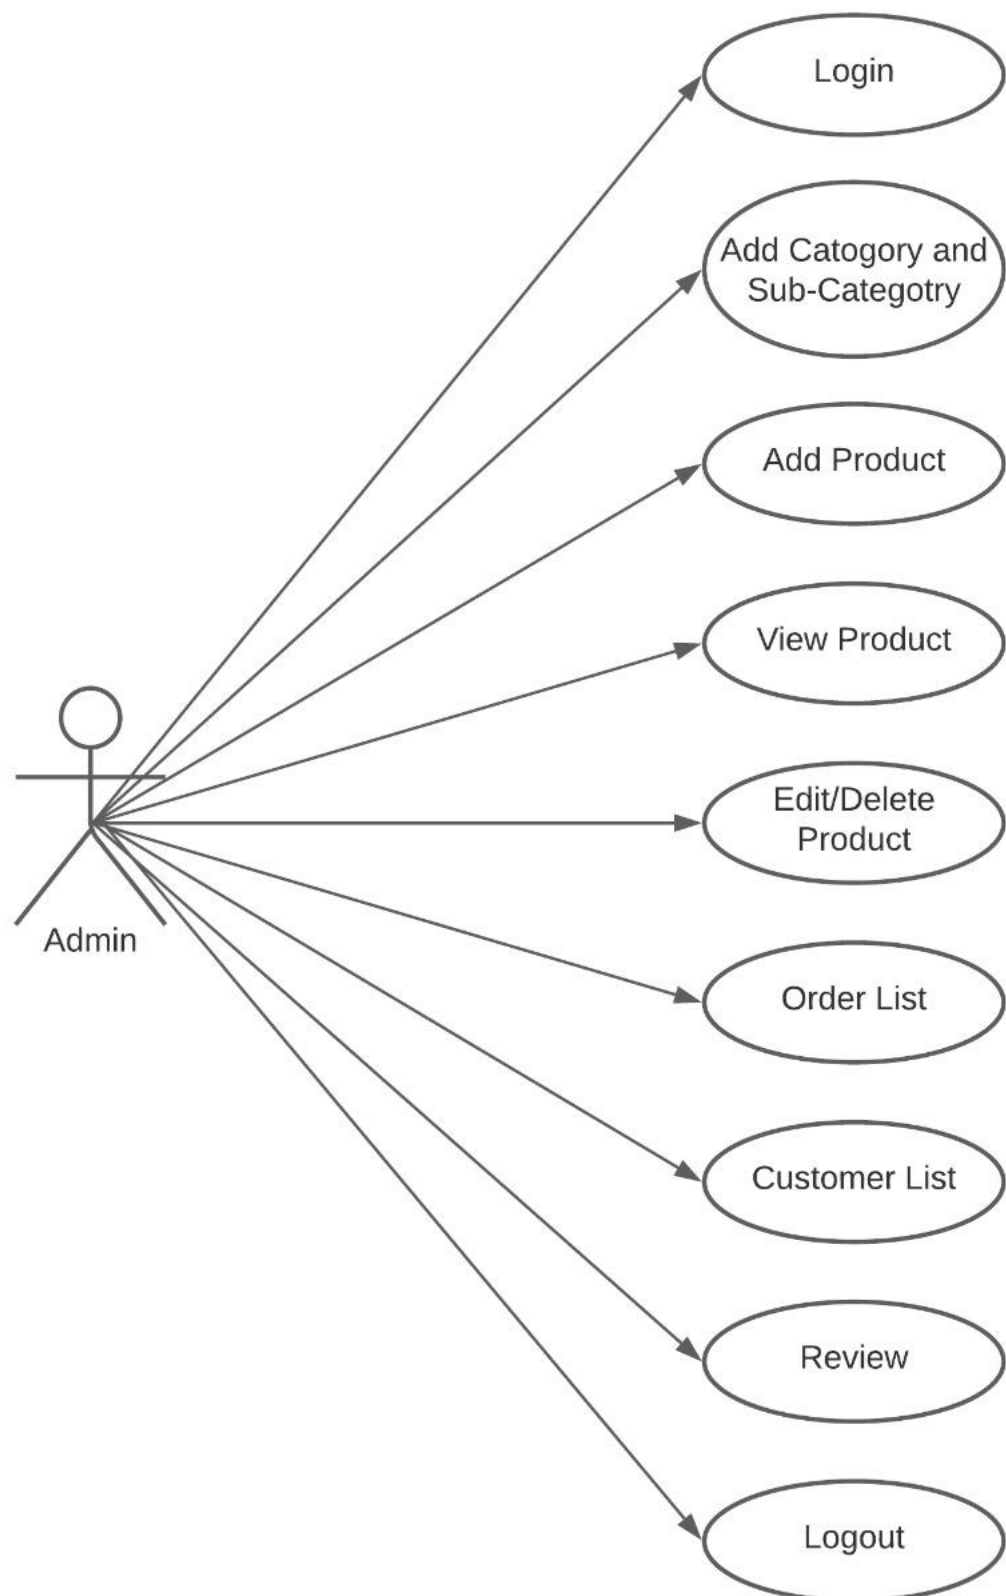 Login
Add Catogory and
Sub-Categotry
Add Product
View Product
Edit/Delete
Product
Admin
Order List
Customer List
Review
Logout